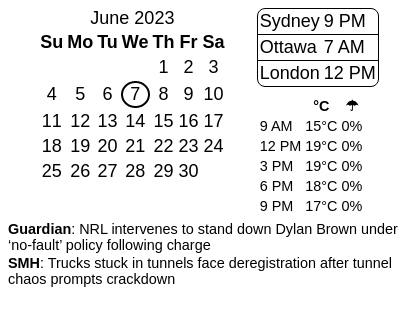 June 2023
Su Mo Tu We Th Fr Sa
1 2 3
4 5 6 7 8 9 10
11 12 13 14 15 16 17
18 19 20 21 22 23 24
25 26 27 28 29 30
Sydney 9 PM
Ottawa 7 AM
London 12 PM
°C ☂
9 AM 15°C 0%
12 PM 19°C 0%
3 PM 19°C 0%
6 PM 18°C 0%
9 PM 17°C 0%
Guardian: NRL intervenes to stand down Dylan Brown under
‘no-fault’ policy following charge
SMH: Trucks stuck in tunnels face deregistration after tunnel
chaos prompts crackdown